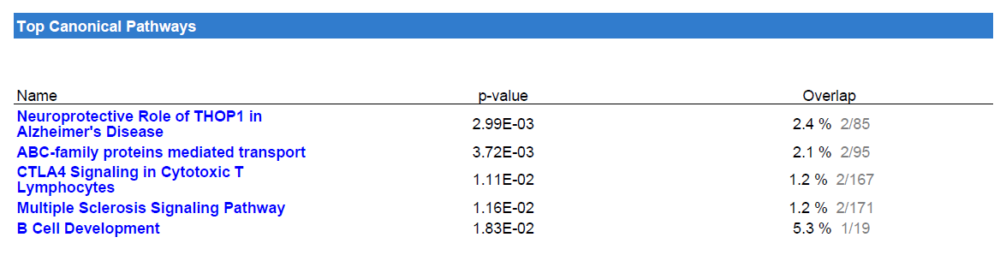 Top Canonical Pathways
Name p-value Overlap
Neuroprotective Role of THOP1 in
Alzheimer's Disease 2.99E-03 2.4 % 2/85
ABC-family proteins mediated transport 3.72E-03 2.1 % 2/95
CTLA4 Signaling in Cytotoxic T
Lymphocytes 1.11E-02 1.2 % 2/167
Multiple Sclerosis Signaling Pathway 1.16E-02 1.2 % 2/171
B Cell Development 1.83E-02 5.3 % 1/19